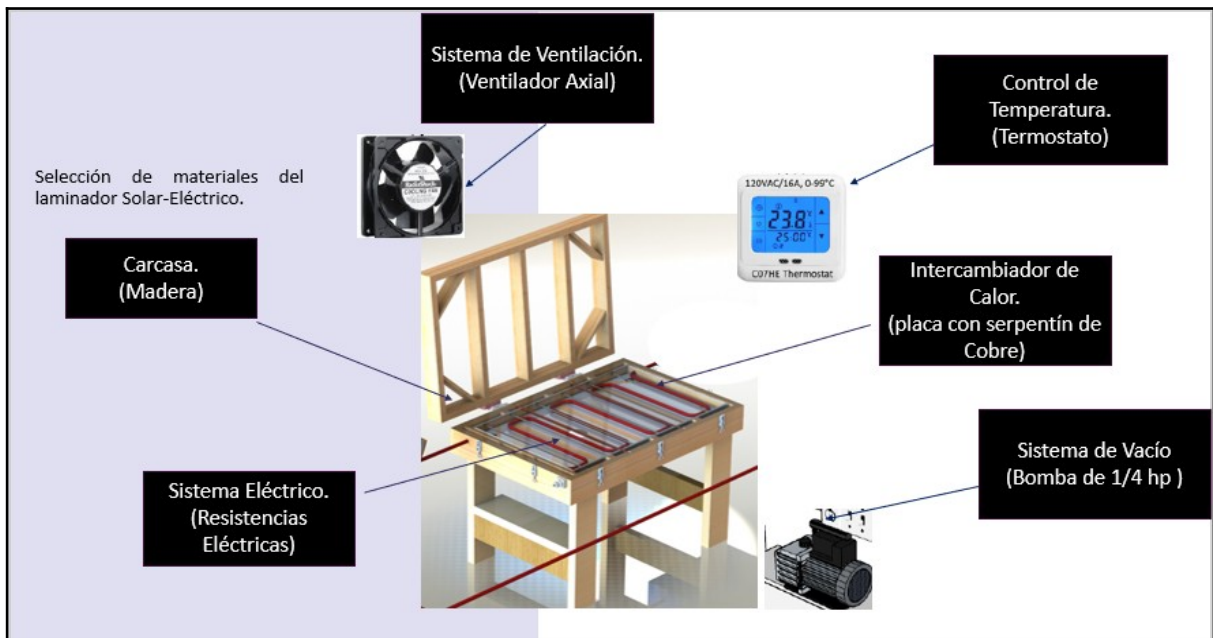 Sistema de Ventilación.
(Ventilador Axial)
Control de
Temperatura.
(Termostato)
Selección de materiales del
laminador Solar-Eléctrico.
120VAC/16A, 0-99°C
23.8
25.00
C07HE Thermostat
COOLING FAN
Carcasa.
(Madera)
Intercambiador de
Calor.
(placa con serpentín de
Cobre)
Sistema Eléctrico.
(Resistencias
Eléctricas)
Sistema de Vacío
(Bomba de 1/4 hp )